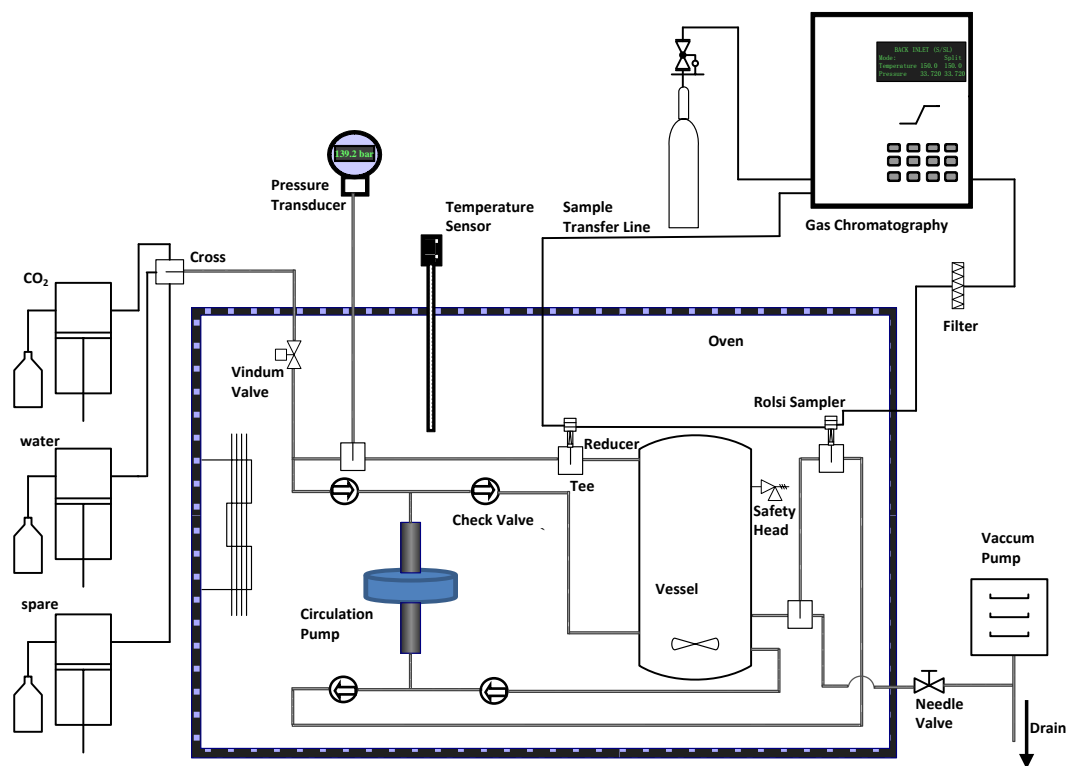 BACK INLET (S/SL)
Mode: Split
Temperature 150.0 150.0
Pressure 33.720 33.720
139.2 bar
Pressure
Transducer
Temperature
Sensor
Sample
Transfer Line
Gas Chromatography
Cross
CO₂
Filter
Oven
Vindum
Valve
Rolsi Sampler
water
Reducer
Tee
Check Valve
`
Safety
Head
Vaccum
Pump
Vessel
spare
Circulation
Pump
Needle
Valve
Drain